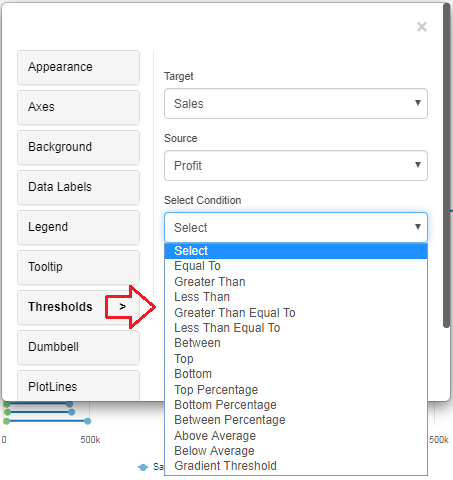 ×
Appearance
Axes
Background
Data Labels
Legend
Tooltip
Thresholds >
Dumbbell
PlotLines
Target
Sales
Source
Profit
Select Condition
Select
Select
Equal To
Greater Than
Less Than
Greater Than Equal To
Less Than Equal To
Between
Top
Bottom
Top Percentage
Bottom Percentage
Between Percentage
Above Average
Below Average
Gradient Threshold
0 500k 500k